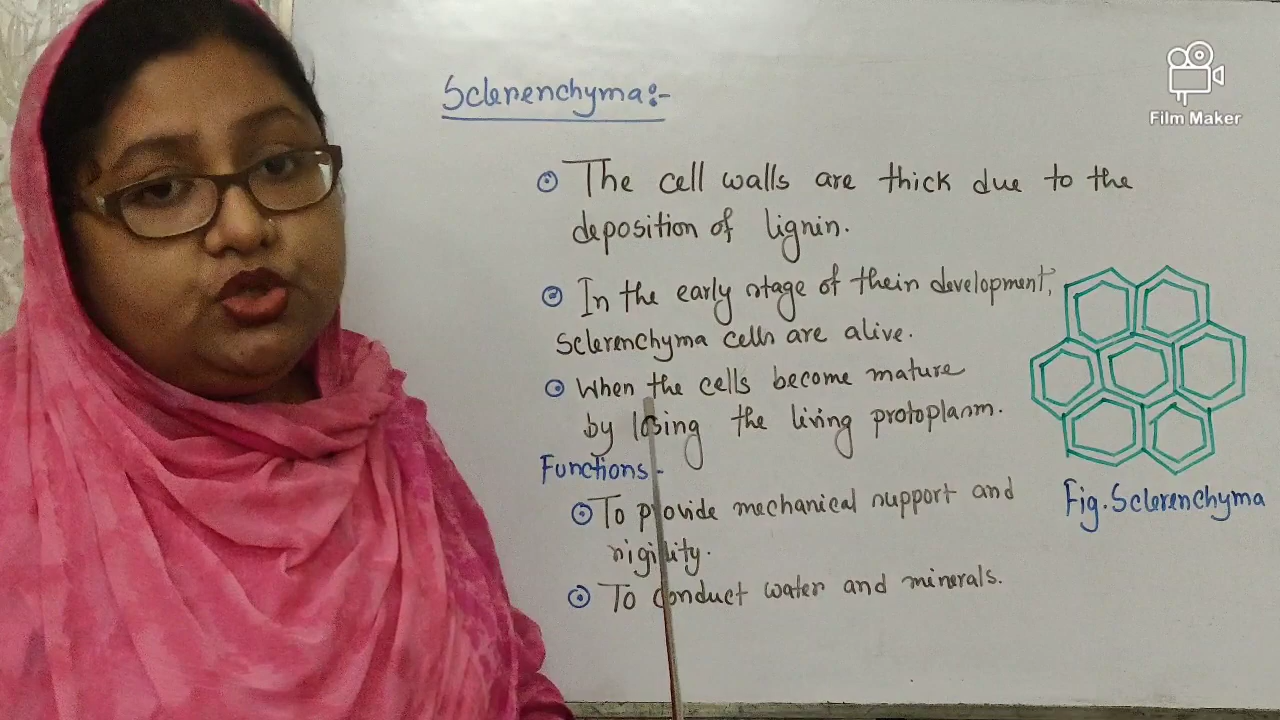 Sclerenchyma:-
Film Maker
The cell walls are thick due to the
deposition of lignin.
In the early stage of their development,
Sclerenchyma cells are alive.
When the cells become mature
by losing the living protoplasm.
Functions-
To provide mechanical support and
rigidity.
To conduct water and minerals.
Fig. Sclerenchyma